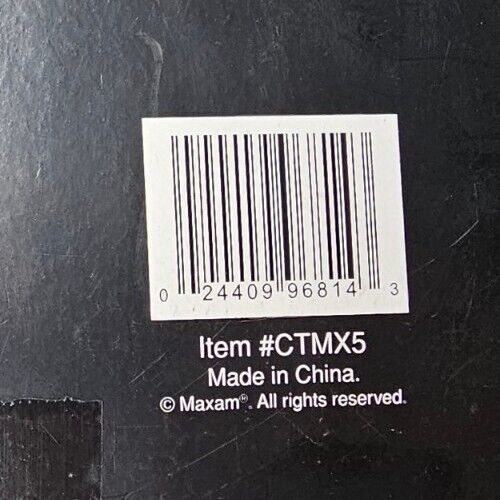 0 24409 96814 3
Item #CTMX5
Made in China.
© Maxam®. All rights reserved.